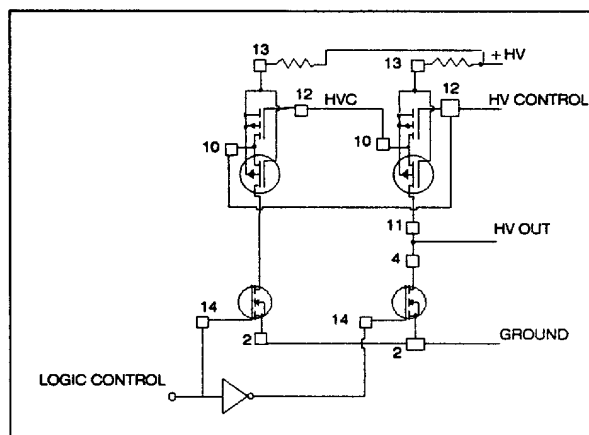 13
13
+ HV
12
HVC
12
HV CONTROL
10
10
11
HV OUT
4
14
14
2
2
GROUND
LOGIC CONTROL